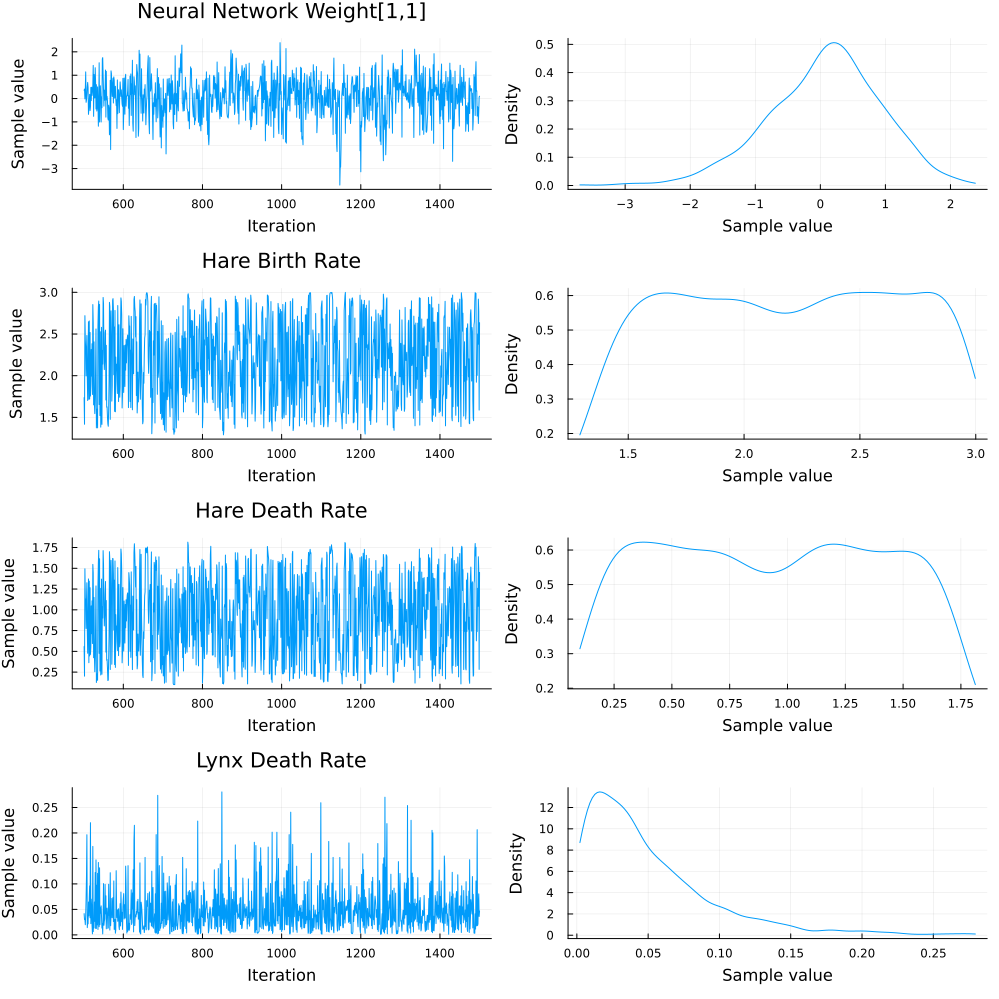 Neural Network Weight[1,1]
Sample value
2
1
0
−1
−2
−3
600 800 1000 1200 1400
Iteration
Density
0.5
0.4
0.3
0.2
0.1
0.0
−3 −2 −1 0 1 2
Sample value
Hare Birth Rate
Sample value
3.0
2.5
2.0
1.5
600 800 1000 1200 1400
Iteration
Density
0.6
0.5
0.4
0.3
0.2
1.5 2.0 2.5 3.0
Sample value
Hare Death Rate
Sample value
1.75
1.50
1.25
1.00
0.75
0.50
0.25
600 800 1000 1200 1400
Iteration
Density
0.6
0.5
0.4
0.3
0.2
0.25 0.50 0.75 1.00 1.25 1.50 1.75
Sample value
Lynx Death Rate
Sample value
0.25
0.20
0.15
0.10
0.05
0.00
600 800 1000 1200 1400
Iteration
Density
12
10
8
6
4
2
0
0.00 0.05 0.10 0.15 0.20 0.25
Sample value